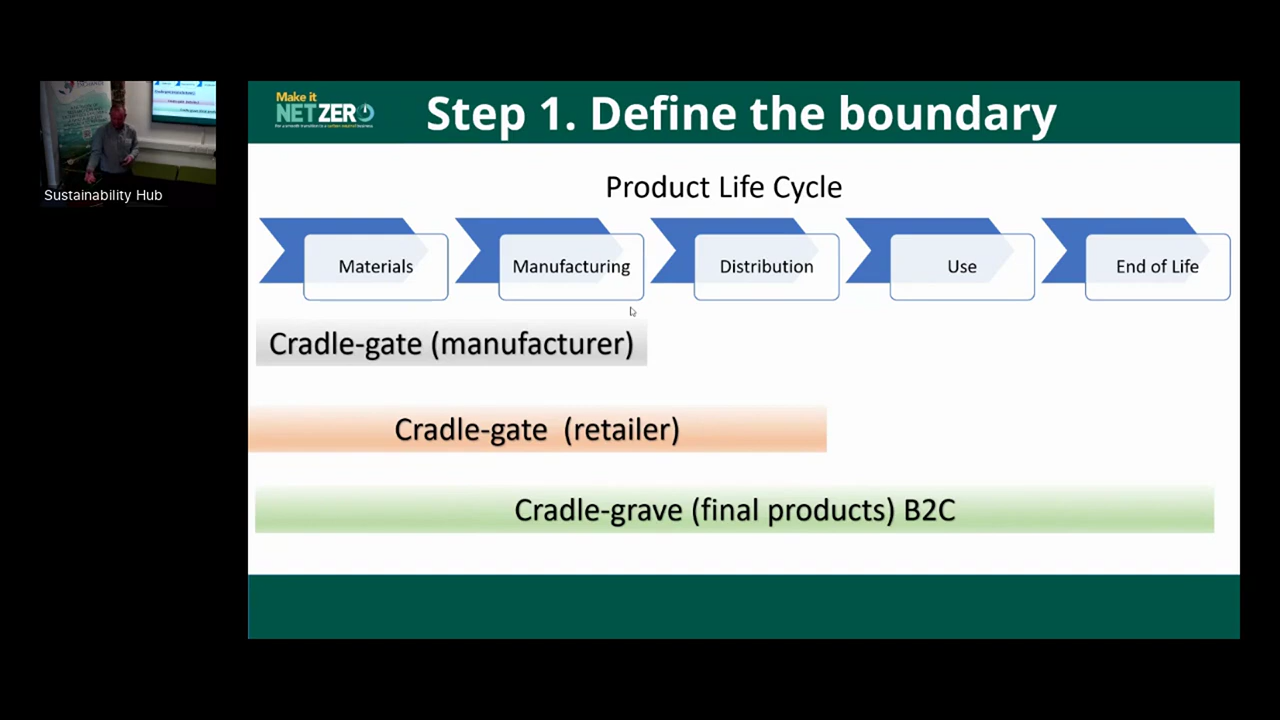 Make it
NET ZERO
Step 1. Define the boundary
Product Life Cycle
Materials
Manufacturing
Distribution
Use
End of Life
Cradle-gate (manufacturer)
Cradle-gate (retailer)
Cradle-grave (final products) B2C
Sustainability Hub